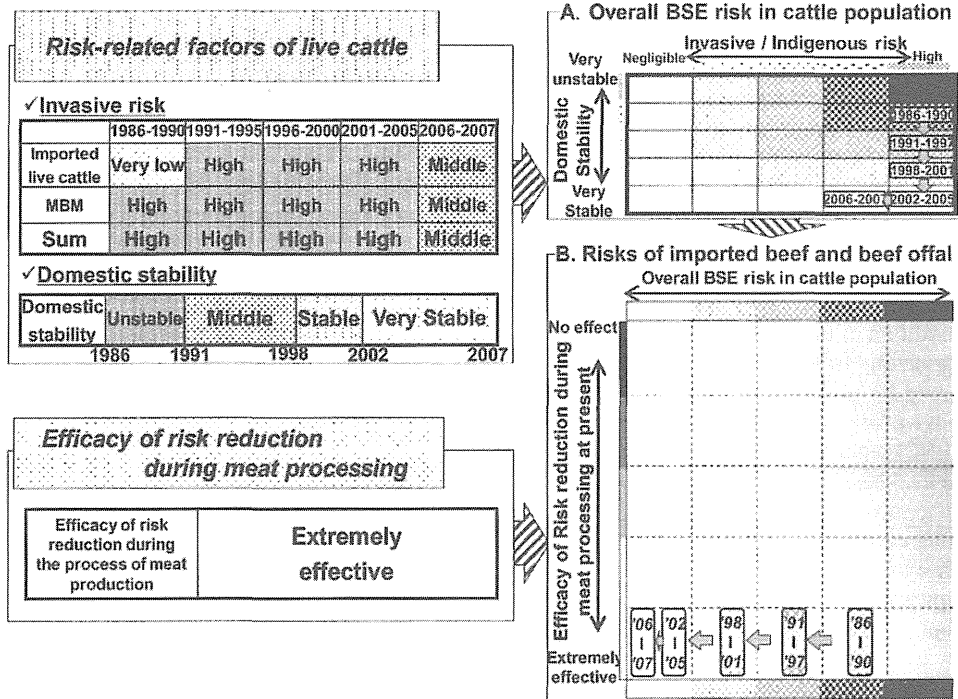 Risk-related factors of live cattle
✓Invasive risk
1986-1990 1991-1995 1996-2000 2001-2005 2006-2007
Imported live cattle Very low High High High Middle
MBM High High High High Middle
Sum High High High High Middle
✓Domestic stability
Domestic stability Unstable Middle Stable Very Stable
1986 1991 1998 2002 2007
Efficacy of risk reduction
during meat processing
Efficacy of risk
reduction during
the process of meat
production
Extremely
effective
A. Overall BSE risk in cattle population
Invasive / Indigenous risk
Negligible High
Very
unstable
Domestic
Stability
Very
Stable
1986-1990
1991-1997
1998-2001
2006-2007 2002-2005
B. Risks of imported beef and beef offal
Overall BSE risk in cattle population
No effect
Efficacy of Risk reduction during
meat processing at present
Extremely
effective
'06 – '07
'02 – '05
'98 – '01
'91 – '97
'86 – '90